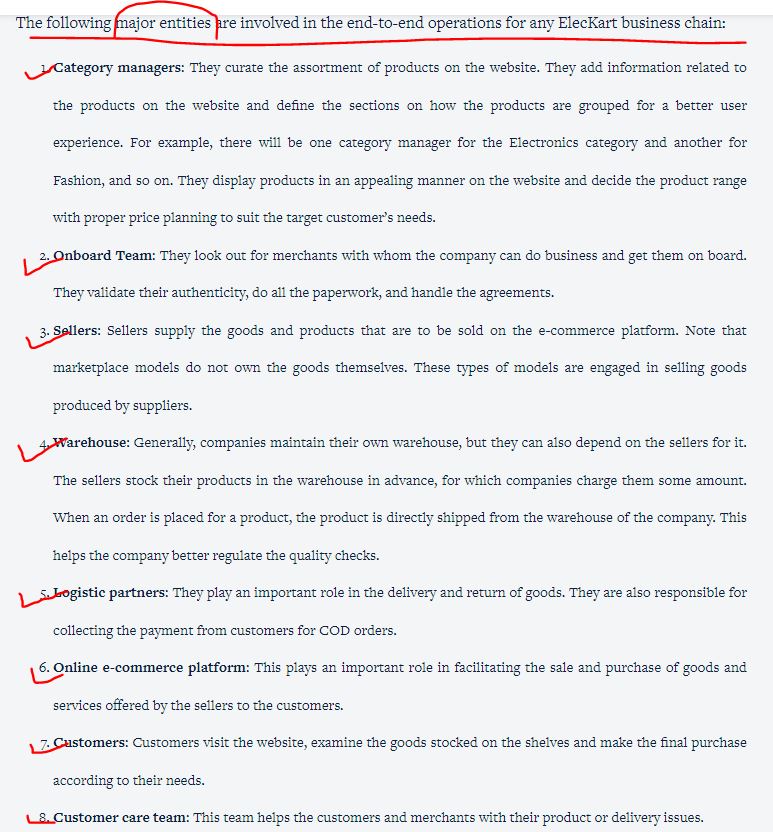 The following major entities are involved in the end-to-end operations for any ElecKart business chain:
1. Category managers: They curate the assortment of products on the website. They add information related to
the products on the website and define the sections on how the products are grouped for a better user
experience. For example, there will be one category manager for the Electronics category and another for
Fashion, and so on. They display products in an appealing manner on the website and decide the product range
with proper price planning to suit the target customer's needs.
2. Onboard Team: They look out for merchants with whom the company can do business and get them on board.
They validate their authenticity, do all the paperwork, and handle the agreements.
3. Sellers: Sellers supply the goods and products that are to be sold on the e-commerce platform. Note that
marketplace models do not own the goods themselves. These types of models are engaged in selling goods
produced by suppliers.
4. Warehouse: Generally, companies maintain their own warehouse, but they can also depend on the sellers for it.
The sellers stock their products in the warehouse in advance, for which companies charge them some amount.
When an order is placed for a product, the product is directly shipped from the warehouse of the company. This
helps the company better regulate the quality checks.
5. Logistic partners: They play an important role in the delivery and return of goods. They are also responsible for
collecting the payment from customers for COD orders.
6. Online e-commerce platform: This plays an important role in facilitating the sale and purchase of goods and
services offered by the sellers to the customers.
7. Customers: Customers visit the website, examine the goods stocked on the shelves and make the final purchase
according to their needs.
8. Customer care team: This team helps the customers and merchants with their product or delivery issues.